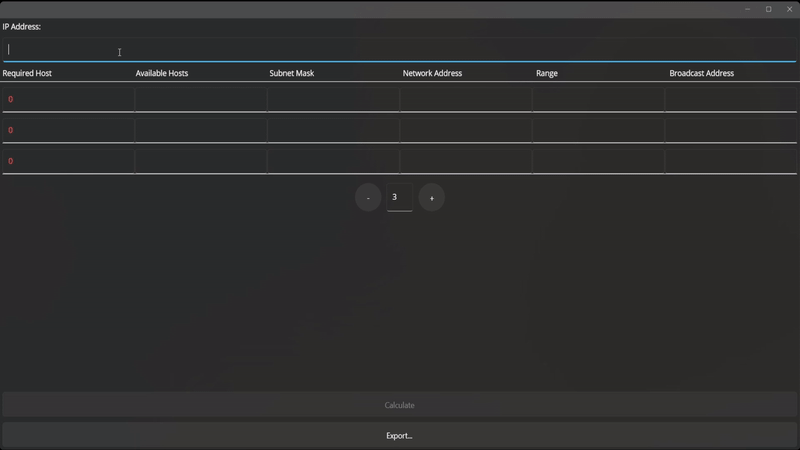 IP Address:
Required Host Available Hosts Subnet Mask Network Address Range Broadcast Address
0
0
0
- 3 +
Calculate
Export...